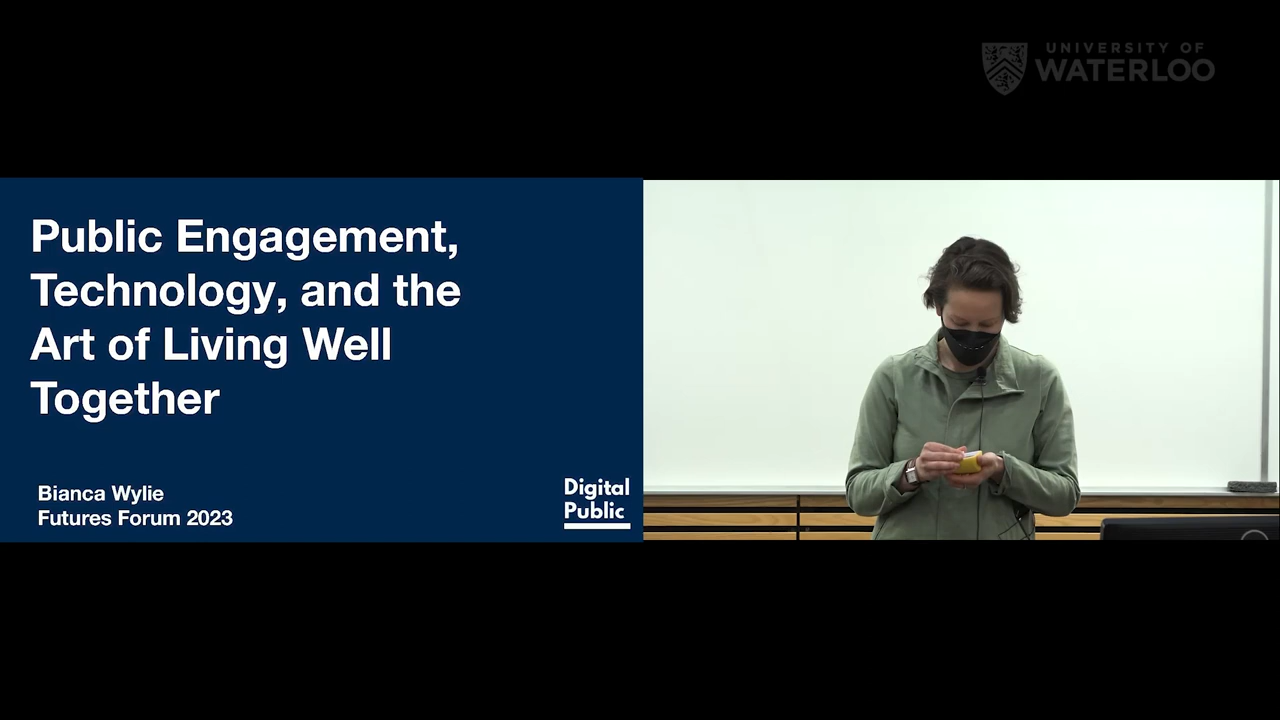 UNIVERSITY OF
WATERLOO
Public Engagement,
Technology, and the
Art of Living Well
Together
Bianca Wylie
Futures Forum 2023
Digital
Public